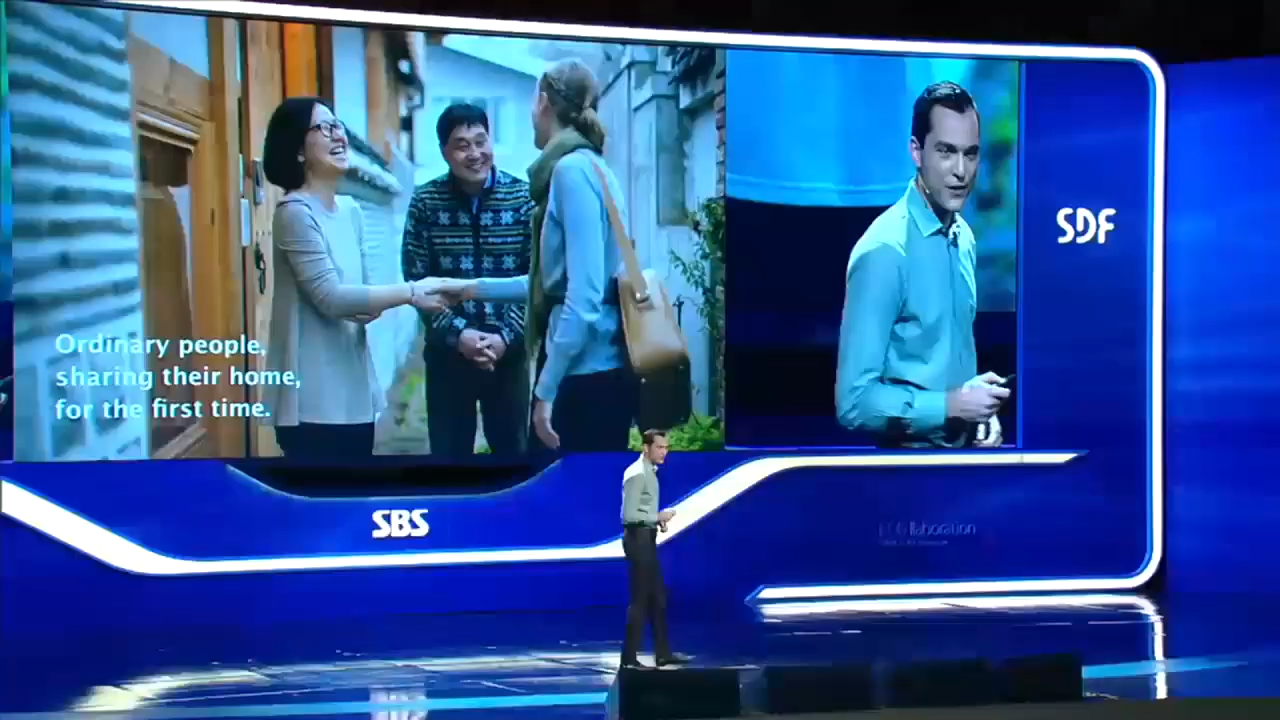 Ordinary people,
sharing their home,
for the first time.
SDF
SBS